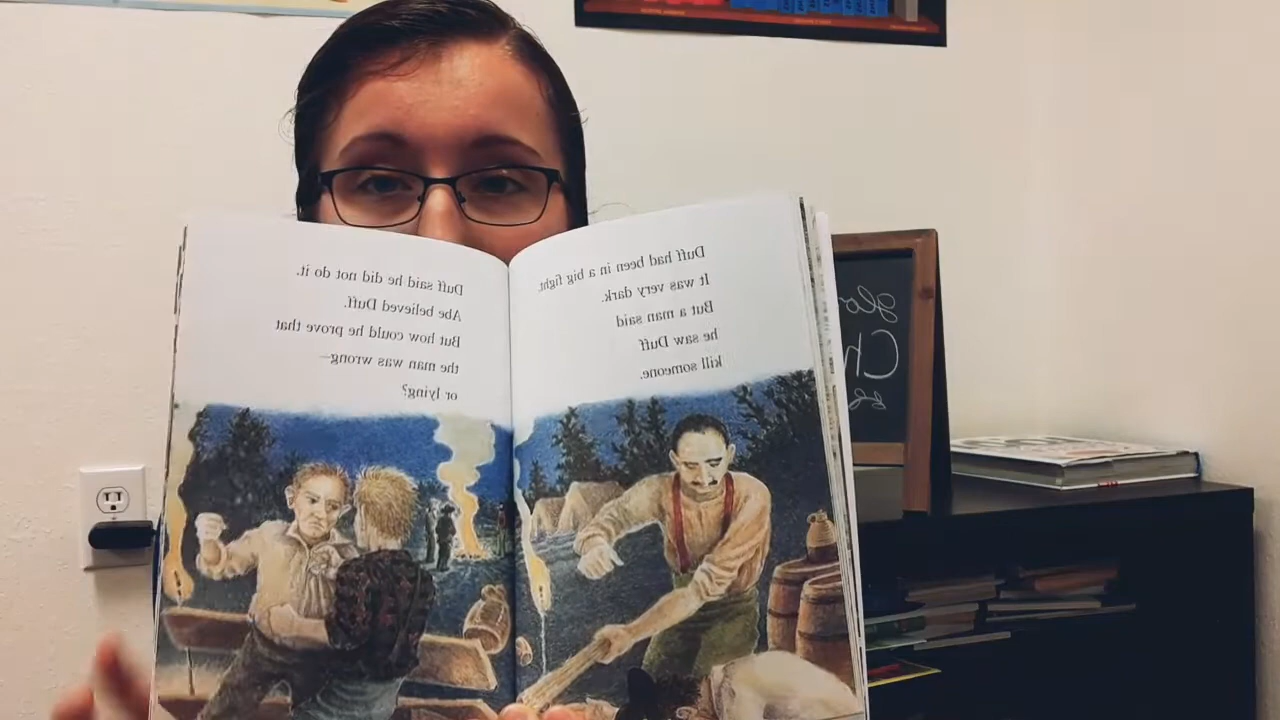 Duff had been in a big fight.
It was very dark.
But a man said
he saw Duff
kill someone.
Duff said he did not do it.
Abe believed Duff.
But how could he prove that
the man was wrong—
or lying?